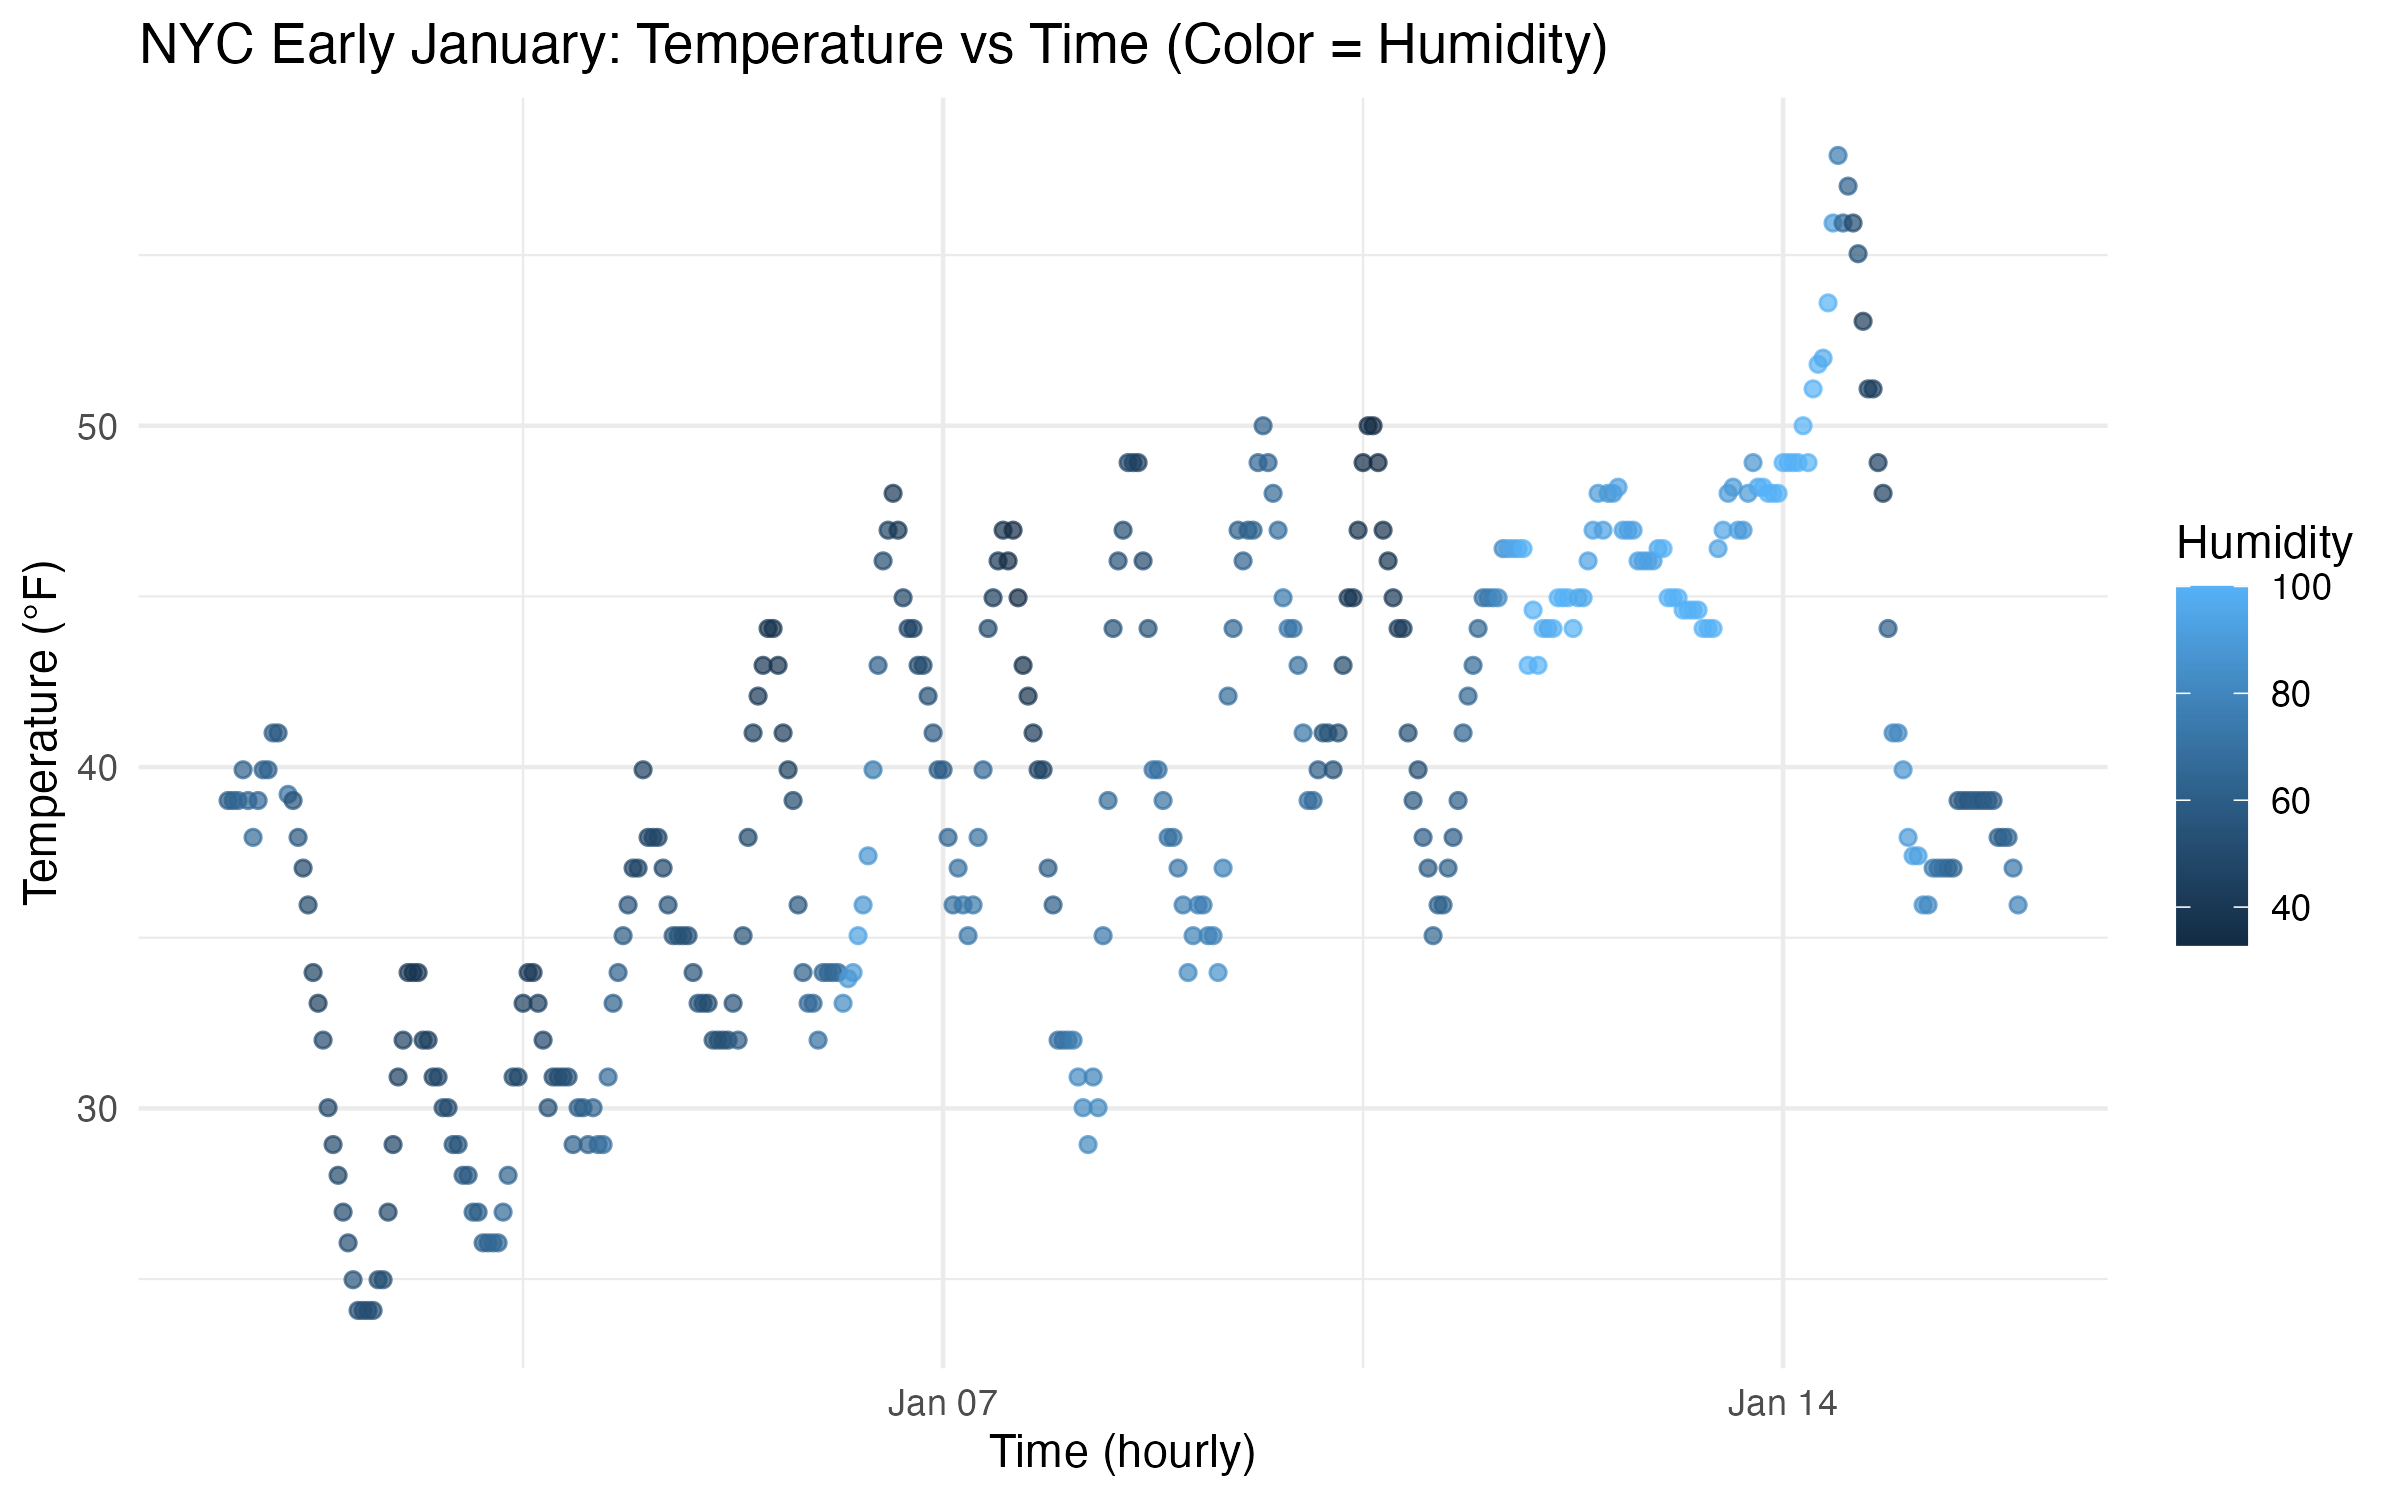 NYC Early January: Temperature vs Time (Color = Humidity)
Temperature (°F)
50
40
30
Jan 07
Jan 14
Time (hourly)
Humidity
100
80
60
40